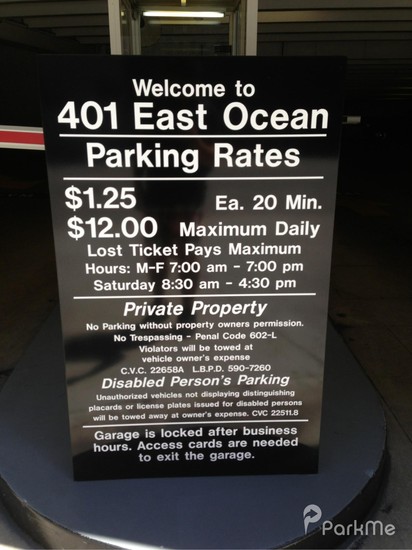 Welcome to
401 East Ocean
Parking Rates
$1.25 Ea. 20 Min.
$12.00 Maximum Daily
Lost Ticket Pays Maximum
Hours: M-F 7:00 am - 7:00 pm
Saturday 8:30 am - 4:30 pm
Private Property
No Parking without property owners permission.
No Trespassing - Penal Code 602-L
Violators will be towed at
vehicle owner's expense
C.V.C. 22658A L.B.P.D. 590-7260
Disabled Person's Parking
Unauthorized vehicles not displaying distinguishing
placards or license plates issued for disabled persons
will be towed away at owner's expense. CVC 22511.8
Garage is locked after business
hours. Access cards are needed
to exit the garage.
ParkMe